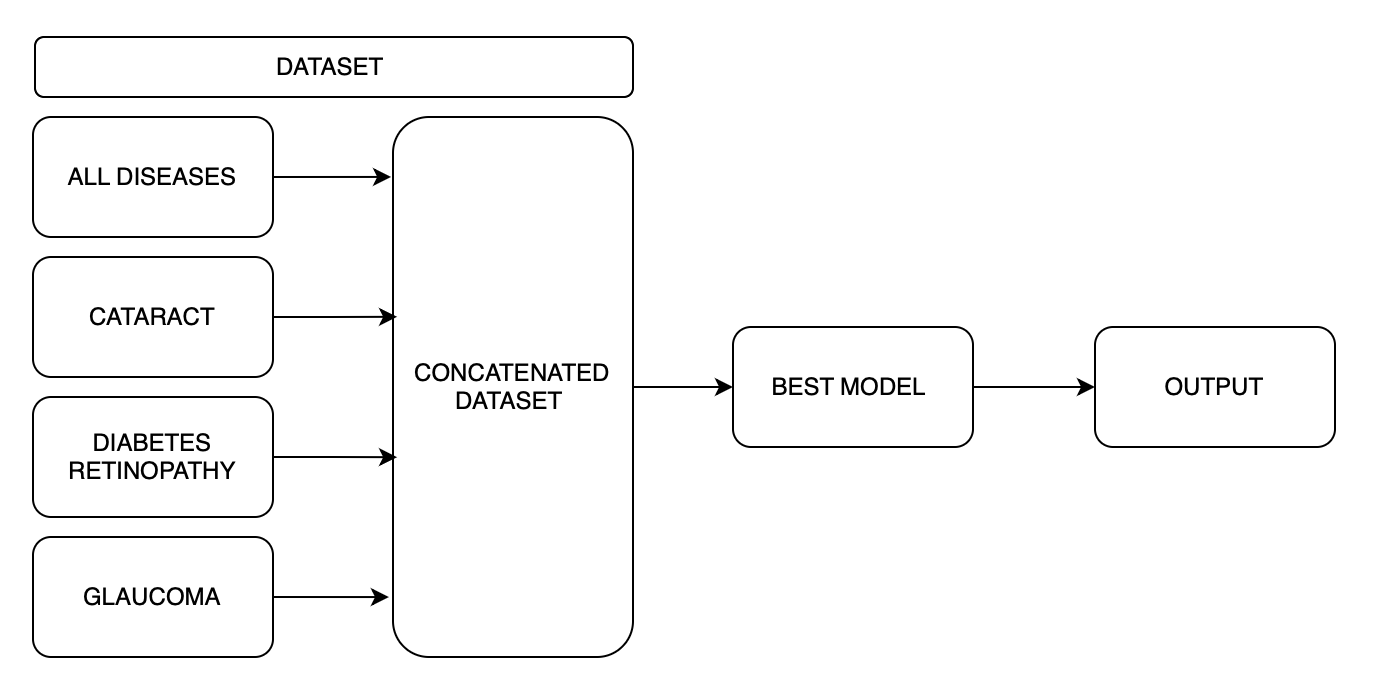 DATASET
ALL DISEASES
CATARACT
DIABETES
RETINOPATHY
GLAUCOMA
CONCATENATED
DATASET
BEST MODEL
OUTPUT